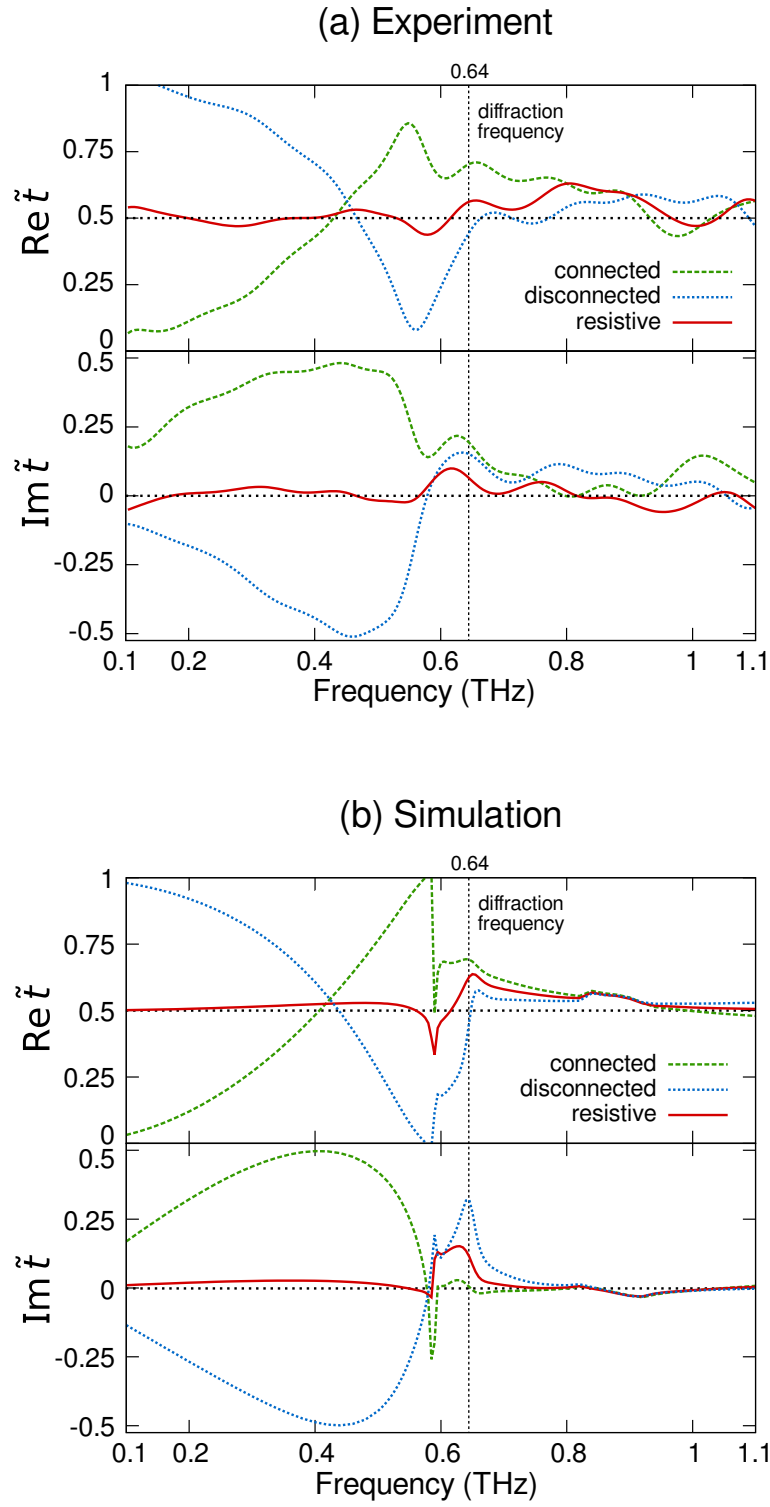 (a) Experiment
0.64
1
0.75
0.5
0.25
0
Re t̃
diffraction
frequency
connected
disconnected
resistive
0.5
0.25
0
-0.25
-0.5
Im t̃
0.1 0.2 0.4 0.6 0.8 1 1.1
Frequency (THz)
(b) Simulation
0.64
1
0.75
0.5
0.25
0
Re t̃
diffraction
frequency
connected
disconnected
resistive
0.5
0.25
0
-0.25
-0.5
Im t̃
0.1 0.2 0.4 0.6 0.8 1 1.1
Frequency (THz)